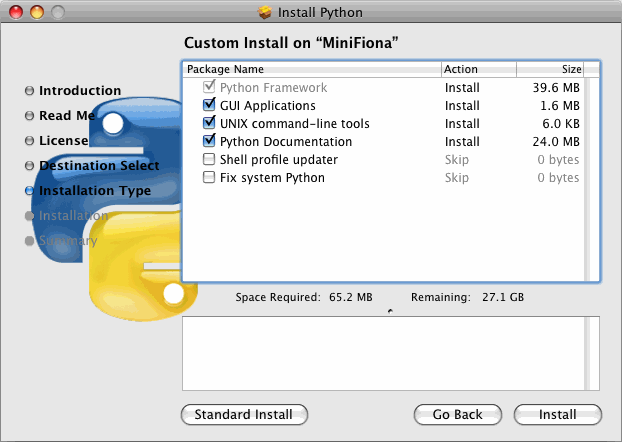 Install Python
Custom Install on “MiniFiona”
Introduction
Read Me
License
Destination Select
Installation Type
Installation
Summary
Package Name Action Size
Python Framework Install 39.6 MB
GUI Applications Install 1.6 MB
UNIX command-line tools Install 6.0 KB
Python Documentation Install 24.0 MB
Shell profile updater Skip 0 bytes
Fix system Python Skip 0 bytes
Space Required: 65.2 MB Remaining: 27.1 GB
Standard Install Go Back Install